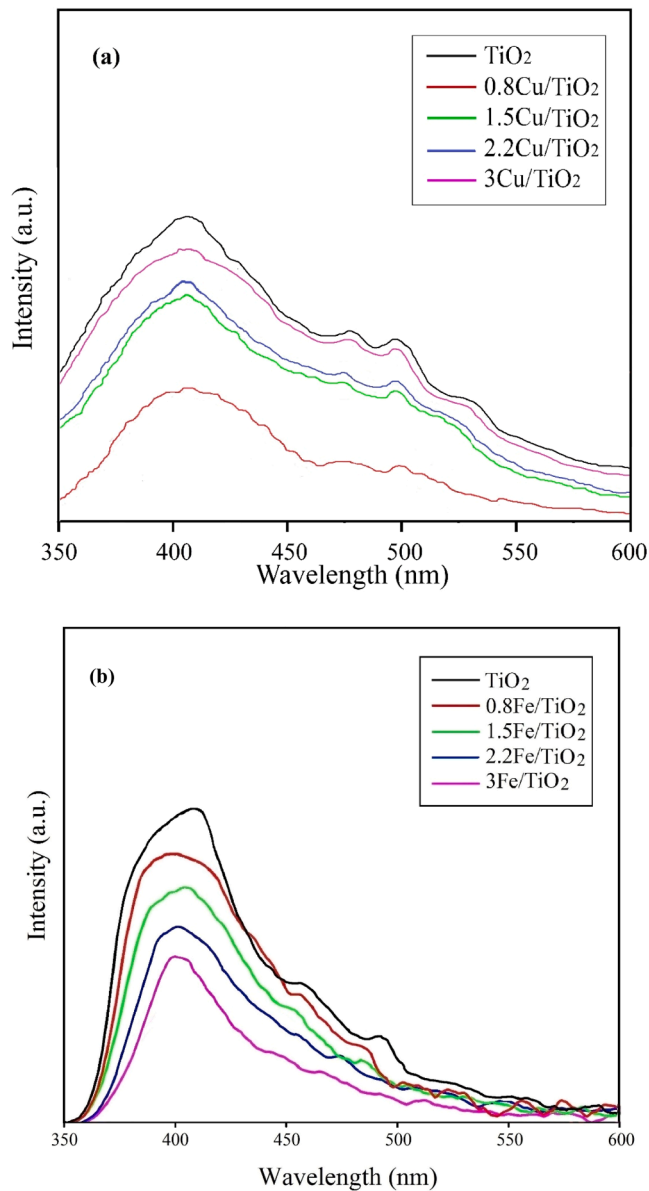 (a)
TiO2
0.8Cu/TiO2
1.5Cu/TiO2
2.2Cu/TiO2
3Cu/TiO2
Intensity (a.u.)
350 400 450 500 550 600
Wavelength (nm)
(b)
TiO2
0.8Fe/TiO2
1.5Fe/TiO2
2.2Fe/TiO2
3Fe/TiO2
Intensity (a.u.)
350 400 450 500 550 600
Wavelength (nm)